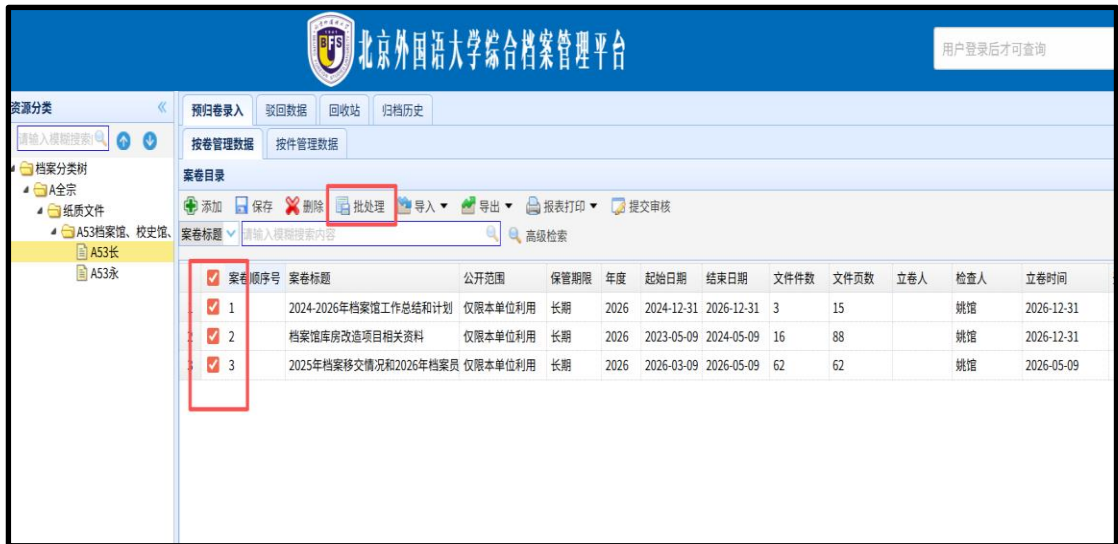 BFS
北京外国语大学综合档案管理平台
用户登录后才可查询
资源分类
预归卷录入 驳回数据 回收站 归档历史
请输入模糊搜索
按卷管理数据 按件管理数据
档案分类树
案卷目录
A全宗
纸质文件
添加 保存 删除 批处理 导入 导出 报表打印 提交审核
A53档案馆、校史馆、
案卷标题 请输入模糊搜索内容 高级检索
A53长
A53永
案卷顺序号 案卷标题 公开范围 保管期限 年度 起始日期 结束日期 文件件数 文件页数 立卷人 检查人 立卷时间
1 1 2024-2026年档案馆工作总结和计划 仅限本单位利用 长期 2026 2024-12-31 2026-12-31 3 15 姚馆 2026-12-31
2 2 档案馆库房改造项目相关资料 仅限本单位利用 长期 2026 2023-05-09 2024-05-09 16 88 姚馆 2026-12-31
3 3 2025年档案移交情况和2026年档案员 仅限本单位利用 长期 2026 2026-03-09 2026-05-09 62 62 姚馆 2026-05-09